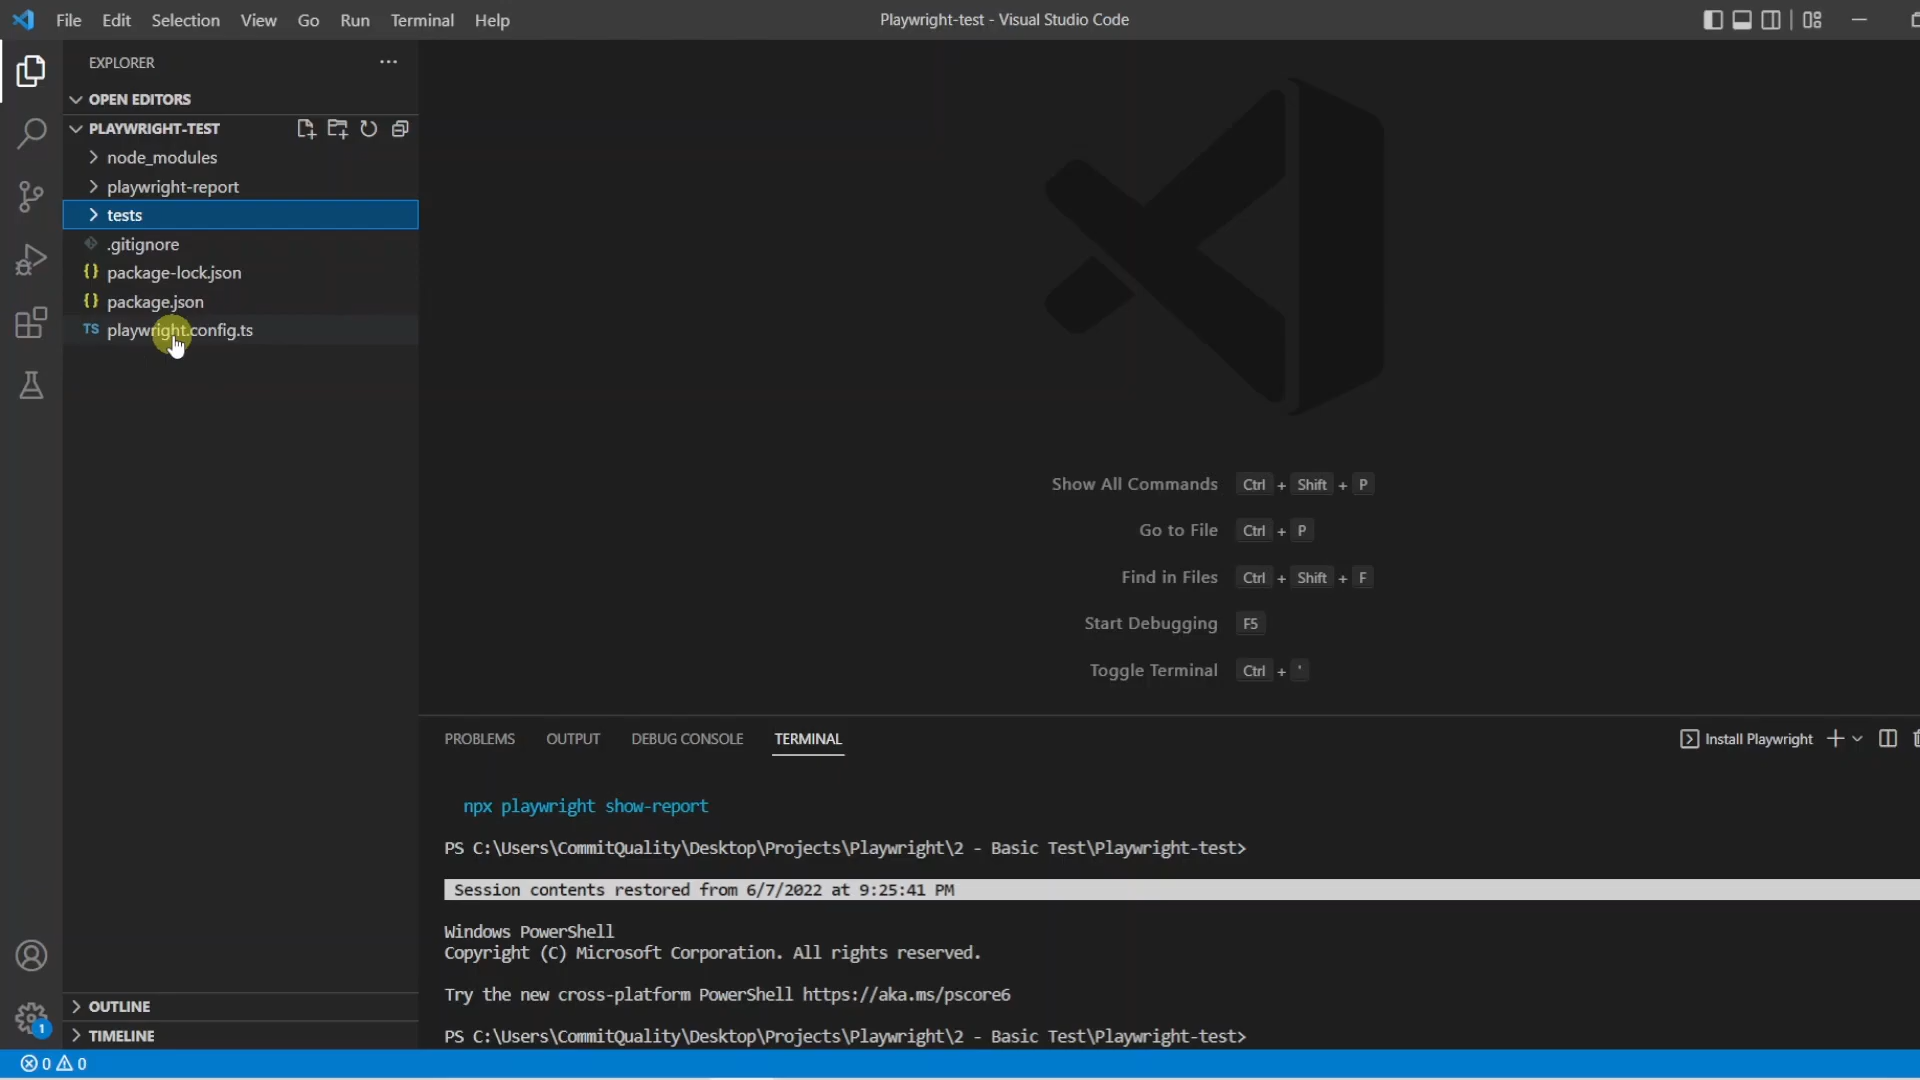 File Edit Selection View Go Run Terminal Help
Playwright-test - Visual Studio Code
EXPLORER
OPEN EDITORS
PLAYWRIGHT-TEST
node_modules
playwright-report
tests
.gitignore
{} package-lock.json
{} package.json
TS playwright.config.ts
Show All Commands Ctrl + Shift + P
Go to File Ctrl + P
Find in Files Ctrl + Shift + F
Start Debugging F5
Toggle Terminal Ctrl + '
PROBLEMS OUTPUT DEBUG CONSOLE TERMINAL
Install Playwright
npx playwright show-report
PS C:\Users\CommitQuality\Desktop\Projects\Playwright\2 - Basic Test\Playwright-test>
Session contents restored from 6/7/2022 at 9:25:41 PM
Windows PowerShell
Copyright (C) Microsoft Corporation. All rights reserved.
Try the new cross-platform PowerShell https://aka.ms/pscore6
PS C:\Users\CommitQuality\Desktop\Projects\Playwright\2 - Basic Test\Playwright-test>
OUTLINE
1
TIMELINE
0 0